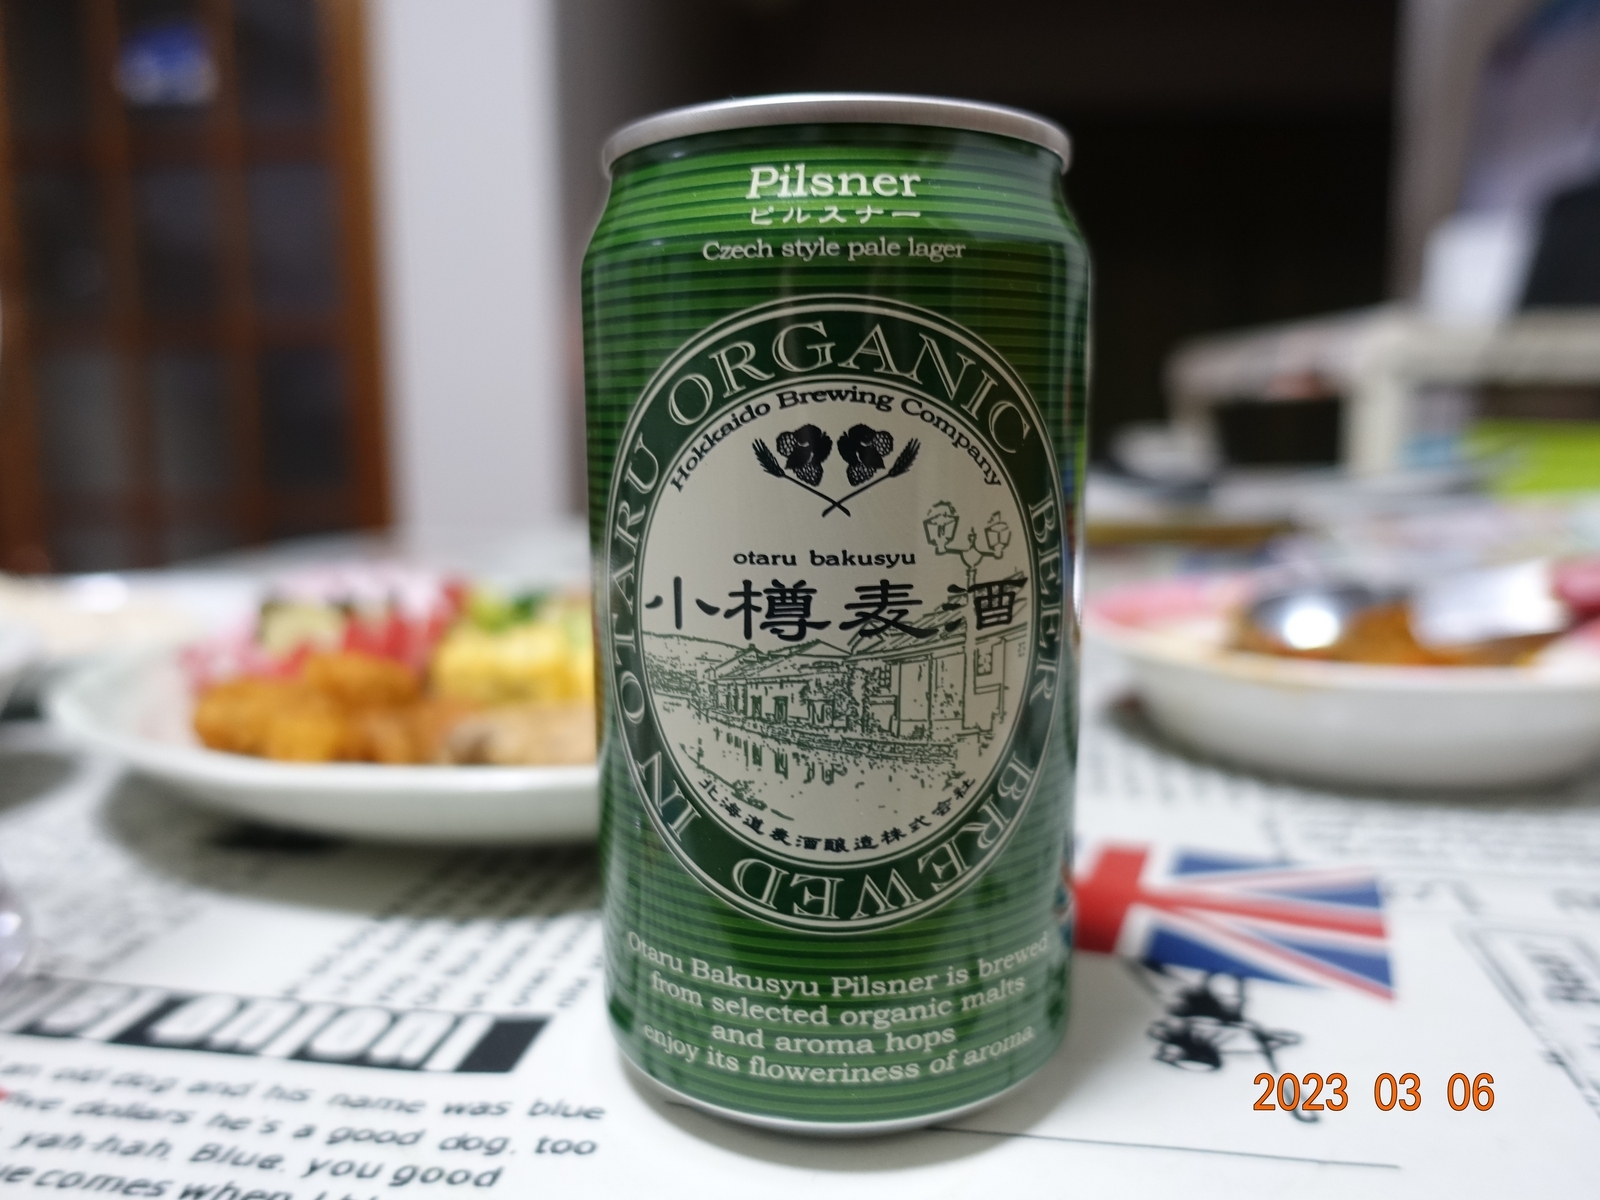 Pilsner
ピルスナー
Czech style pale lager
ORGANIC BEER BREWED IN OTARU
Hokkaido Brewing Company
otaru bakusyu
小樽麦酒
北海道麦酒醸造株式会社
Otaru Bakusyu Pilsner is brewed
from selected organic malts
and aroma hops
enjoy its floweriness of aroma
an old dog and his name was blue
five dollars he's a good dog, too
yah-hah. Blue, you good
comes when I
2023 03 06